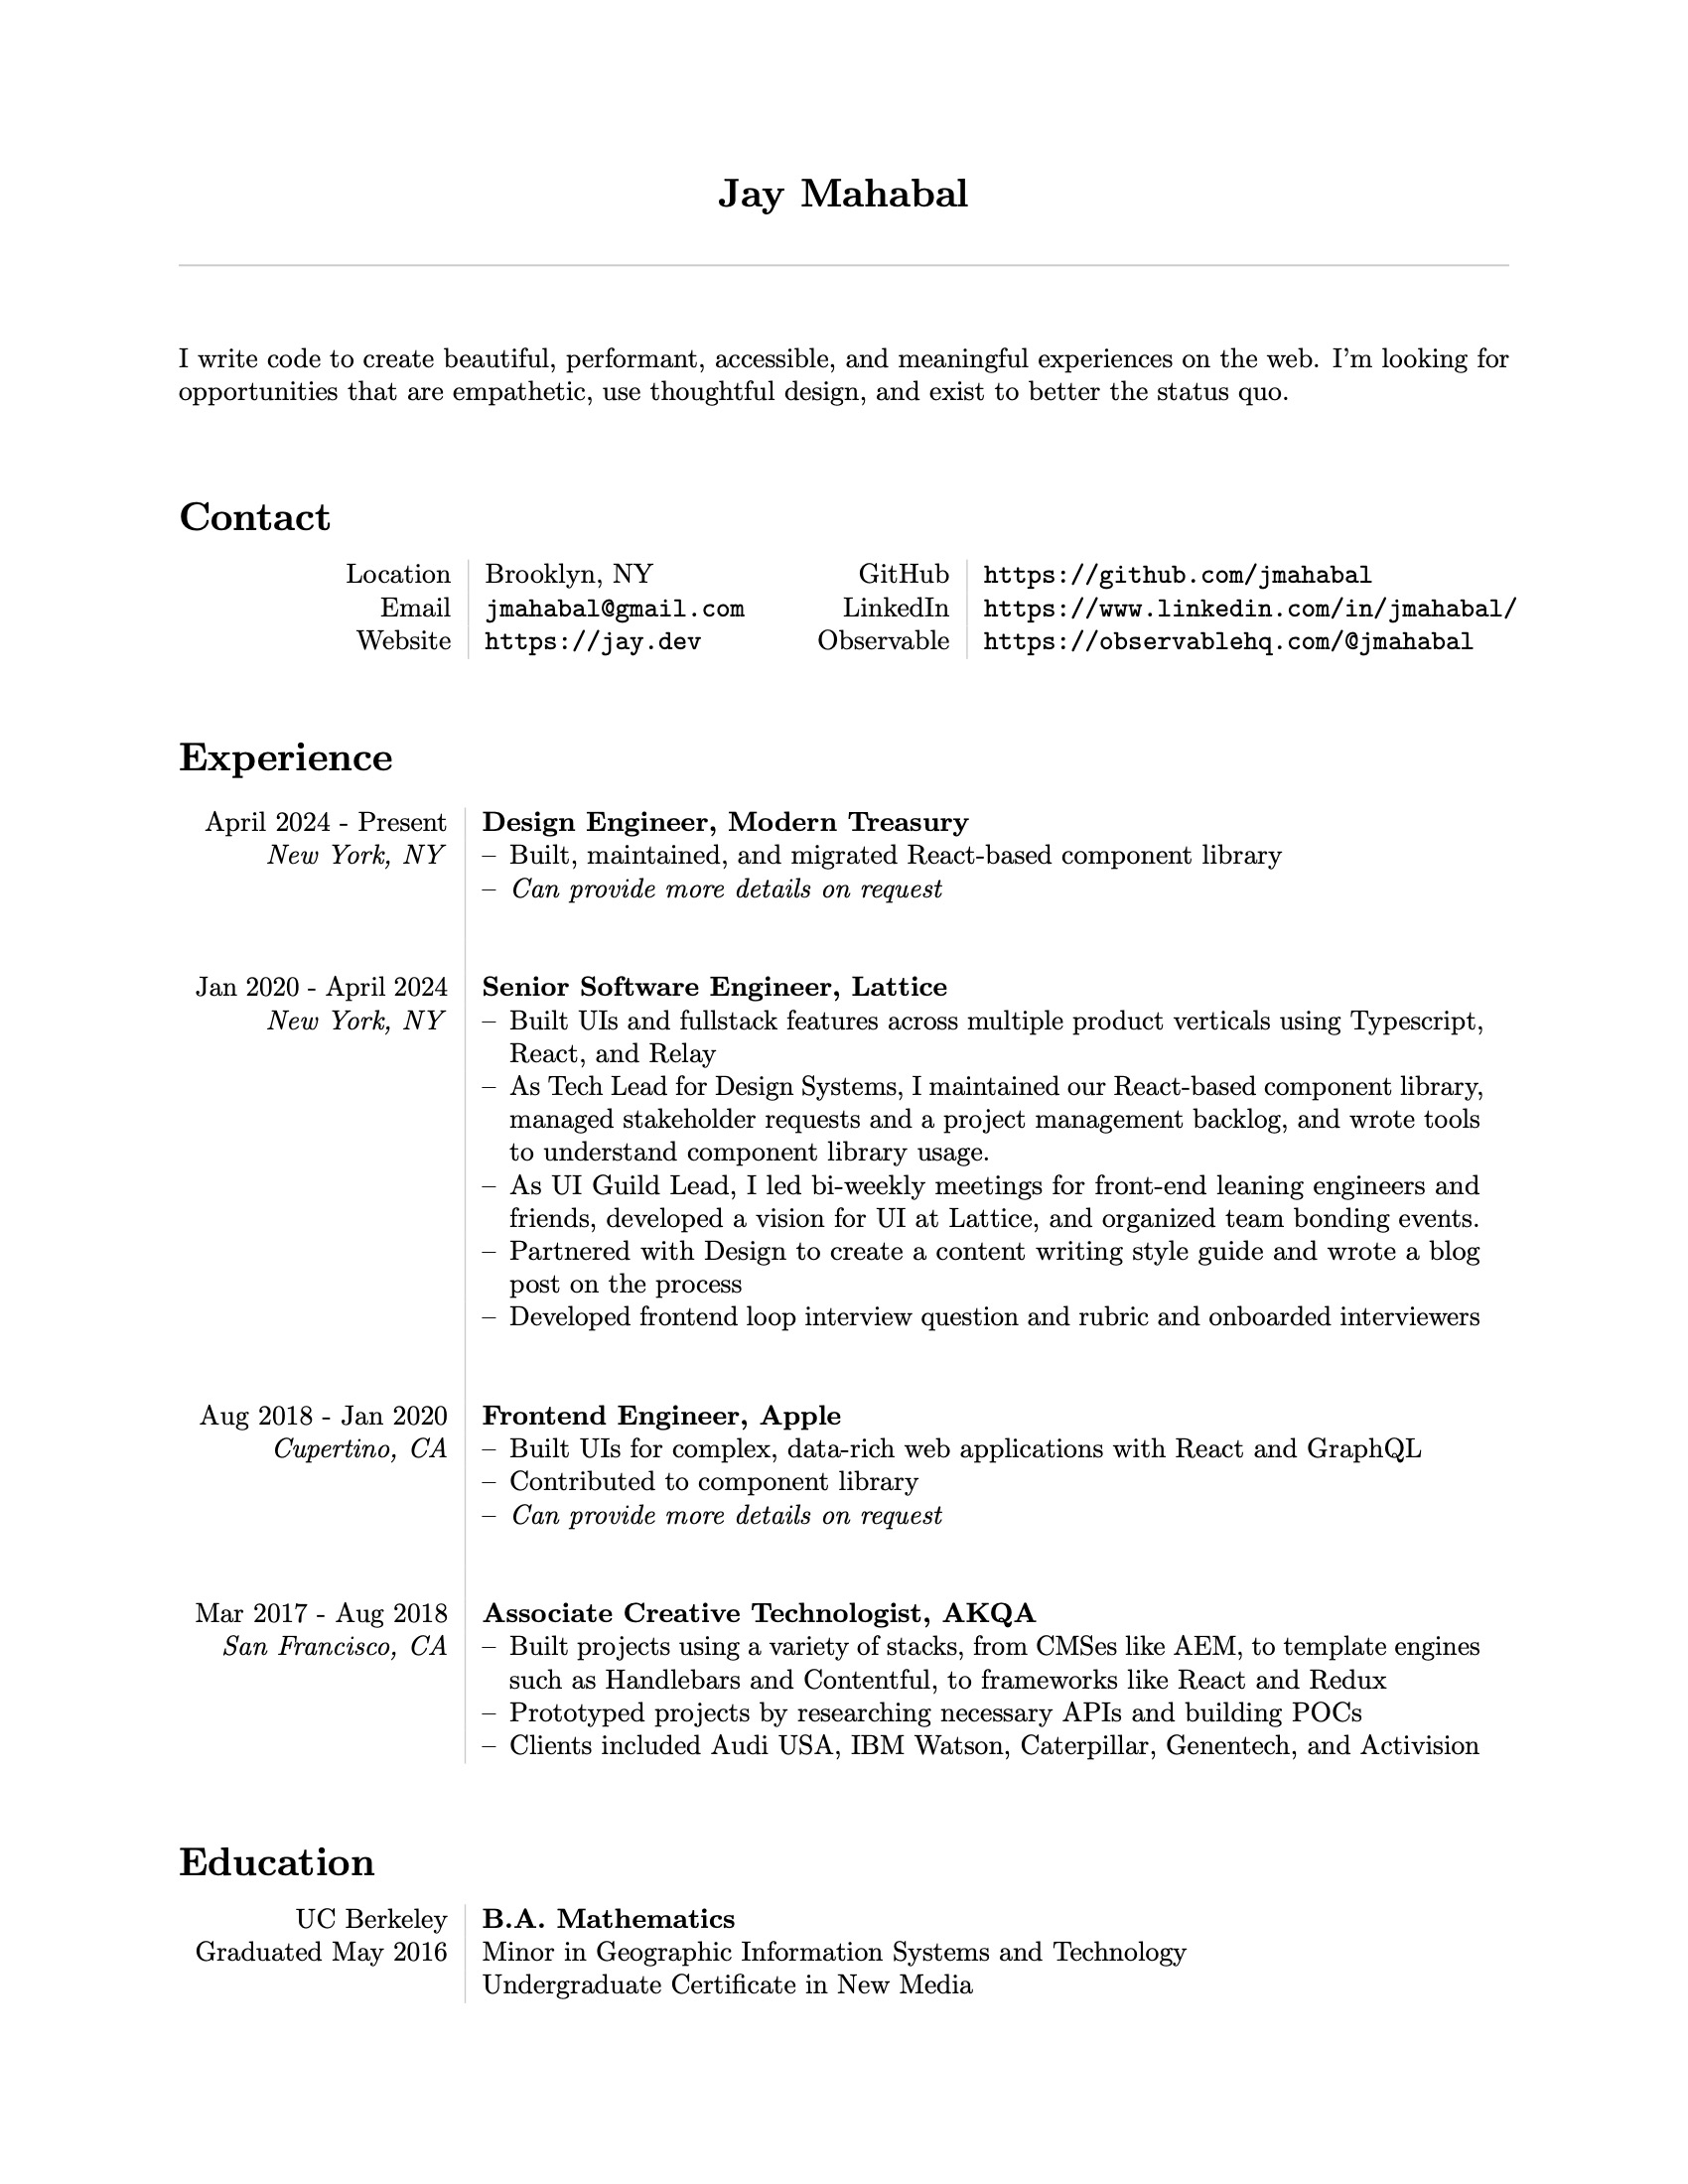 Jay Mahabal
I write code to create beautiful, performant, accessible, and meaningful experiences on the web. I'm looking for
opportunities that are empathetic, use thoughtful design, and exist to better the status quo.
Contact
Location Brooklyn, NY GitHub https://github.com/jmahabal
Email jmahabal@gmail.com LinkedIn https://www.linkedin.com/in/jmahabal/
Website https://jay.dev Observable https://observablehq.com/@jmahabal
Experience
April 2024 - Present Design Engineer, Modern Treasury
New York, NY – Built, maintained, and migrated React-based component library
– Can provide more details on request
Jan 2020 - April 2024 Senior Software Engineer, Lattice
New York, NY – Built UIs and fullstack features across multiple product verticals using Typescript,
React, and Relay
– As Tech Lead for Design Systems, I maintained our React-based component library,
managed stakeholder requests and a project management backlog, and wrote tools
to understand component library usage.
– As UI Guild Lead, I led bi-weekly meetings for front-end leaning engineers and
friends, developed a vision for UI at Lattice, and organized team bonding events.
– Partnered with Design to create a content writing style guide and wrote a blog
post on the process
– Developed frontend loop interview question and rubric and onboarded interviewers
Aug 2018 - Jan 2020 Frontend Engineer, Apple
Cupertino, CA – Built UIs for complex, data-rich web applications with React and GraphQL
– Contributed to component library
– Can provide more details on request
Mar 2017 - Aug 2018 Associate Creative Technologist, AKQA
San Francisco, CA – Built projects using a variety of stacks, from CMSes like AEM, to template engines
such as Handlebars and Contentful, to frameworks like React and Redux
– Prototyped projects by researching necessary APIs and building POCs
– Clients included Audi USA, IBM Watson, Caterpillar, Genentech, and Activision
Education
UC Berkeley B.A. Mathematics
Graduated May 2016 Minor in Geographic Information Systems and Technology
Undergraduate Certificate in New Media